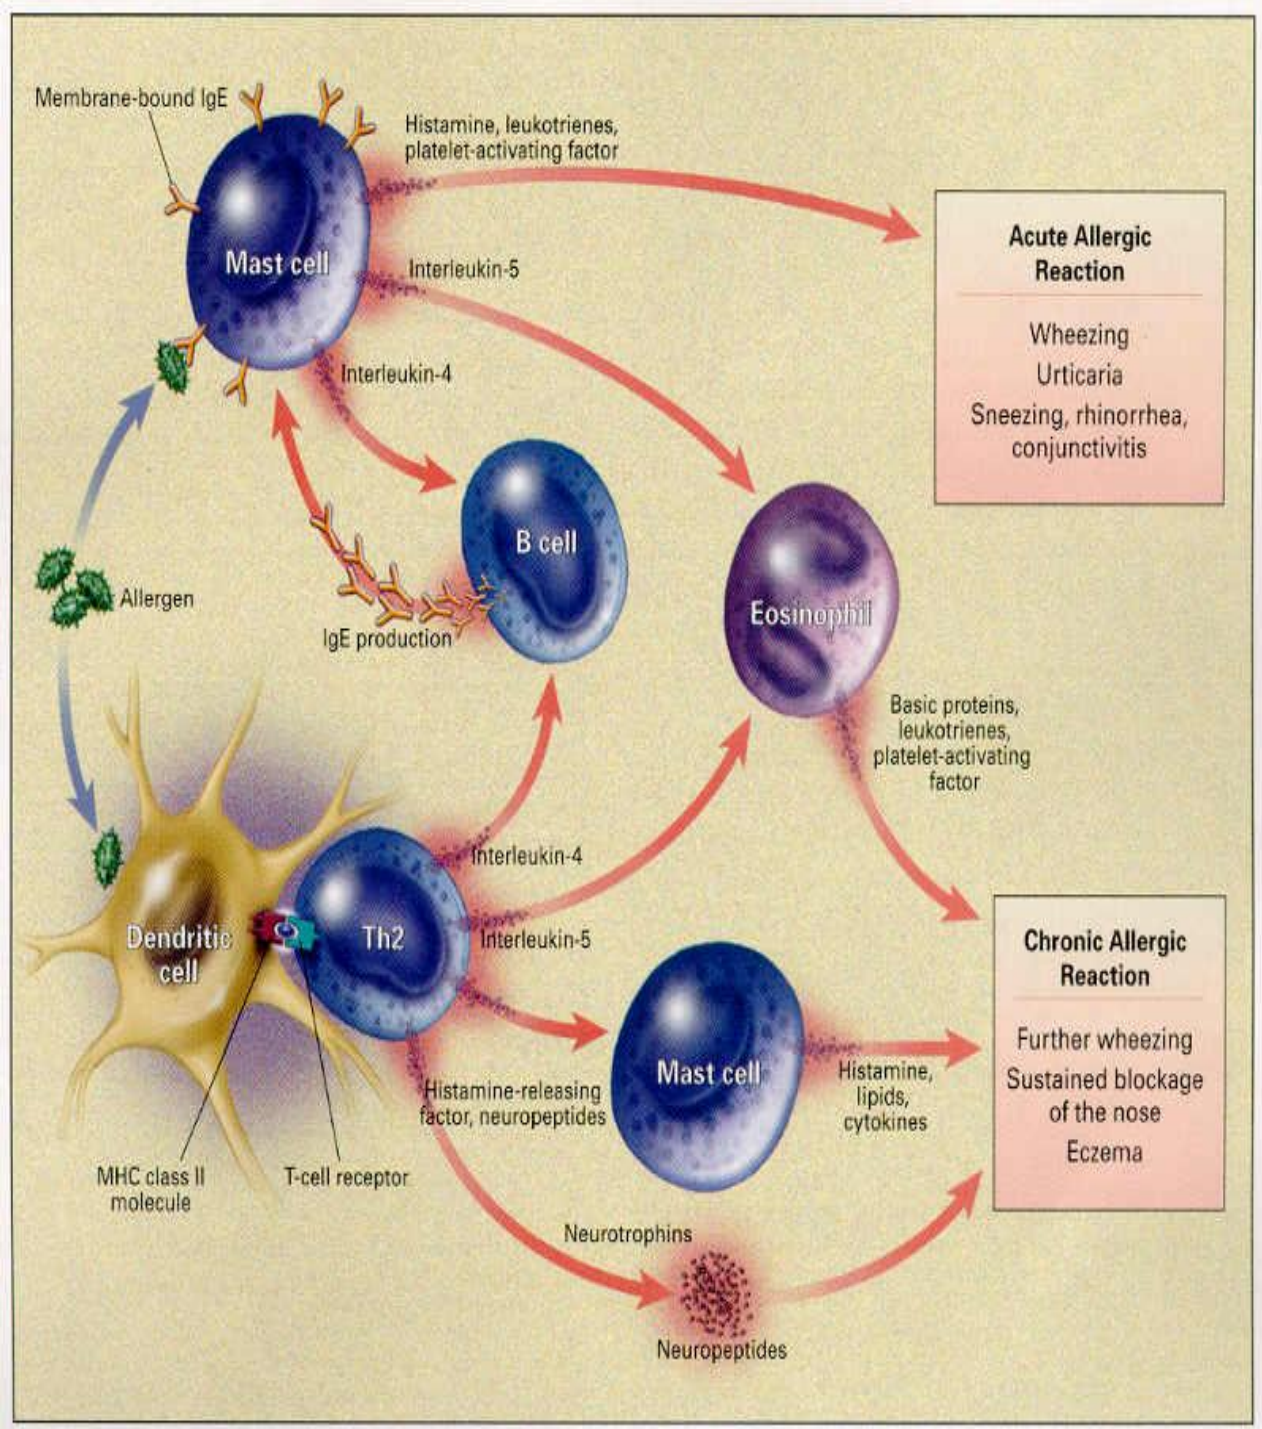 Membrane-bound IgE
Histamine, leukotrienes,
platelet-activating factor
Mast cell
Interleukin-5
Interleukin-4
Acute Allergic
Reaction
Wheezing
Urticaria
Sneezing, rhinorrhea,
conjunctivitis
B cell
Eosinophil
Allergen
IgE production
Basic proteins,
leukotrienes,
platelet-activating
factor
Interleukin-4
Interleukin-5
Dendritic
cell
Th2
Mast cell
Histamine-releasing
factor, neuropeptides
Histamine,
lipids,
cytokines
Chronic Allergic
Reaction
Further wheezing
Sustained blockage
of the nose
Eczema
MHC class II
molecule
T-cell receptor
Neurotrophins
Neuropeptides